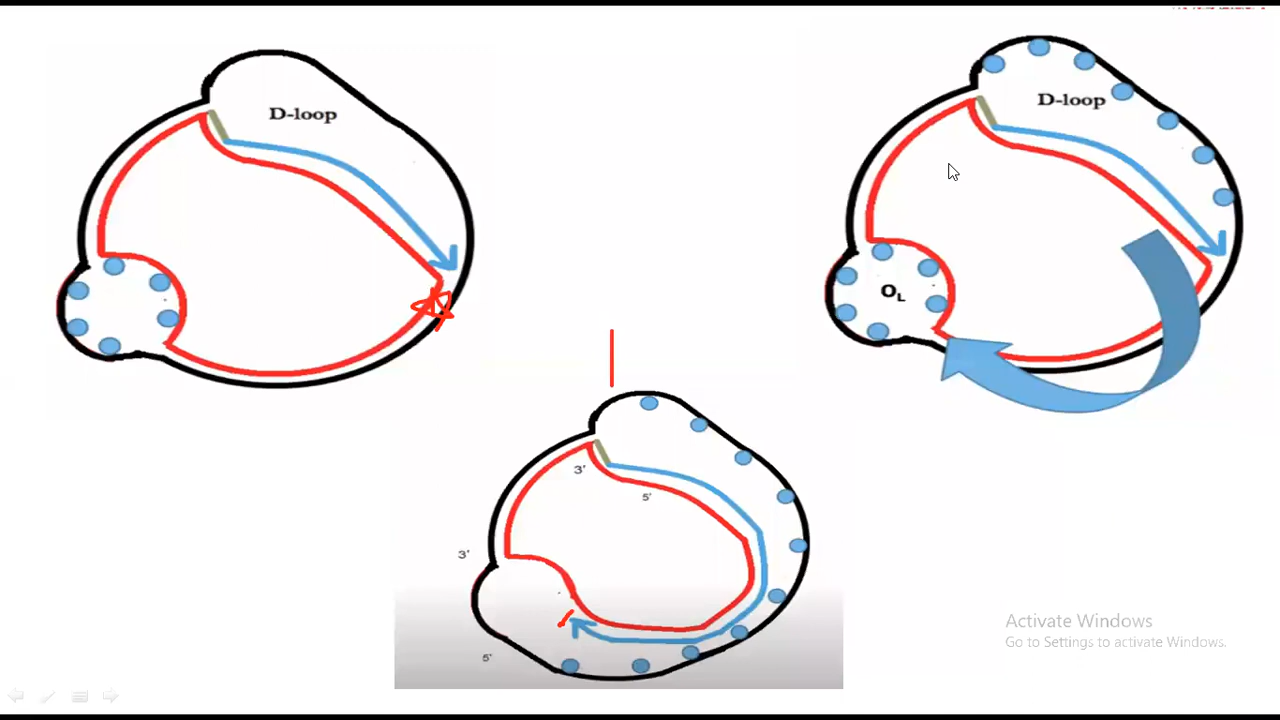 D-loop
D-loop
OL
3'
5'
3'
5'
Activate Windows
Go to Settings to activate Windows.